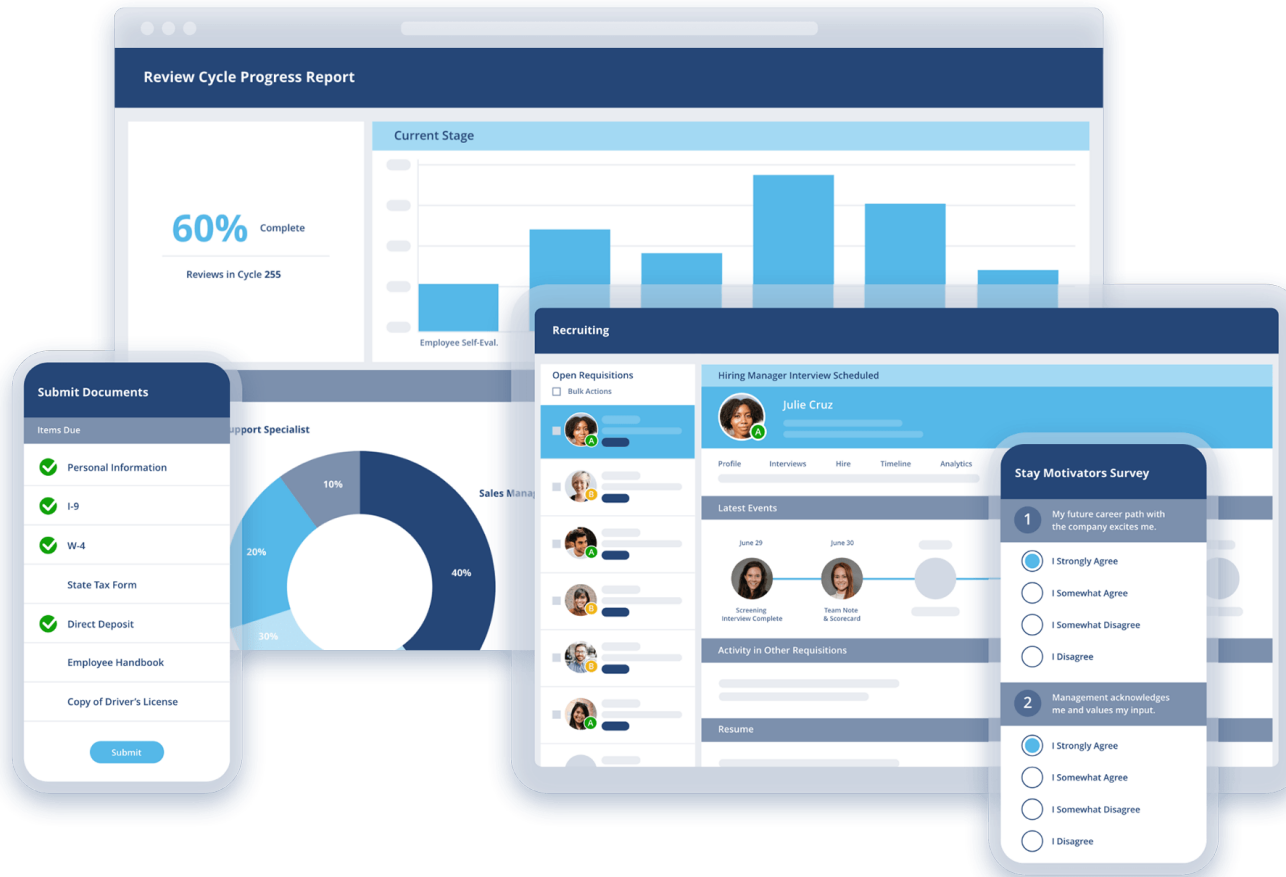 Review Cycle Progress Report
Current Stage
60% Complete
Reviews in Cycle 255
Employee Self-Eval.
Support Specialist
10%
Sales
20%
40%
30%
Submit Documents
Items Due
Personal Information
I-9
W-4
State Tax Form
Direct Deposit
Employee Handbook
Copy of Driver's License
Submit
Recruiting
Open Requisitions
Bulk Actions
A
B
A
B
B
A
Hiring Manager Interview Scheduled
Julie Cruz
A
Profile Interviews Hire Timeline Analytics
Latest Events
June 29
June 30
Screening
Interview Complete
Team Note
& Scorecard
Activity in Other Requisitions
Resume
Stay Motivators Survey
1
My future career path with
the company excites me.
I Strongly Agree
I Somewhat Agree
I Somewhat Disagree
I Disagree
2
Management acknowledges
me and values my input.
I Strongly Agree
I Somewhat Agree
I Somewhat Disagree
I Disagree